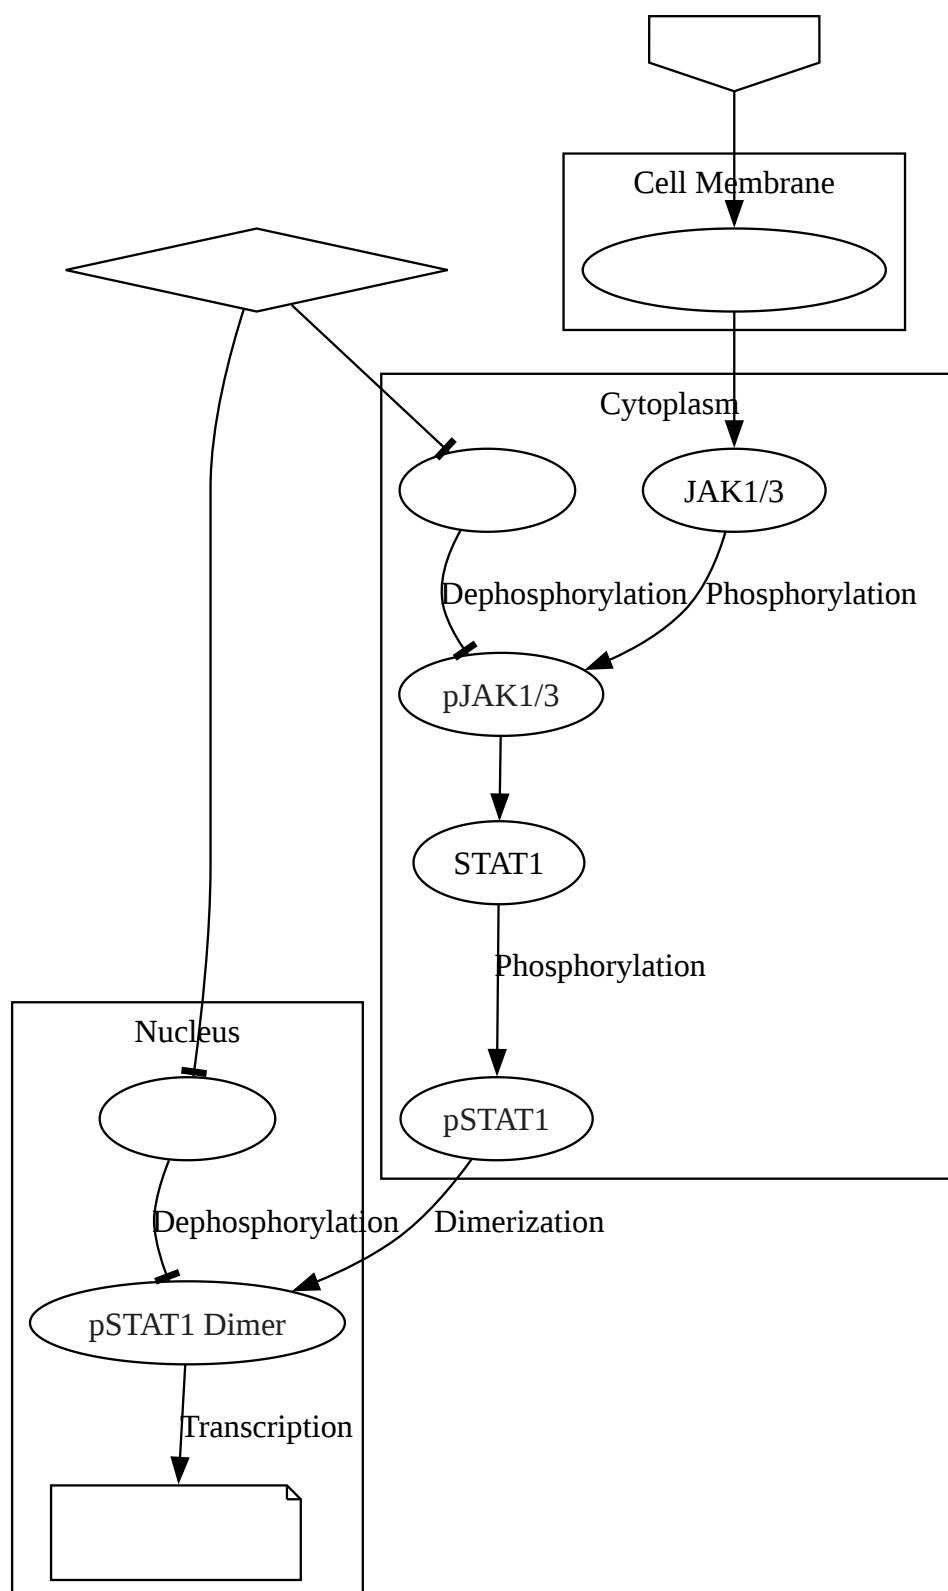 Cell Membrane
Cytoplasm
JAK1/3
Dephosphorylation
Phosphorylation
pJAK1/3
STAT1
Phosphorylation
Nucleus
pSTAT1
Dephosphorylation
Dimerization
pSTAT1 Dimer
Transcription